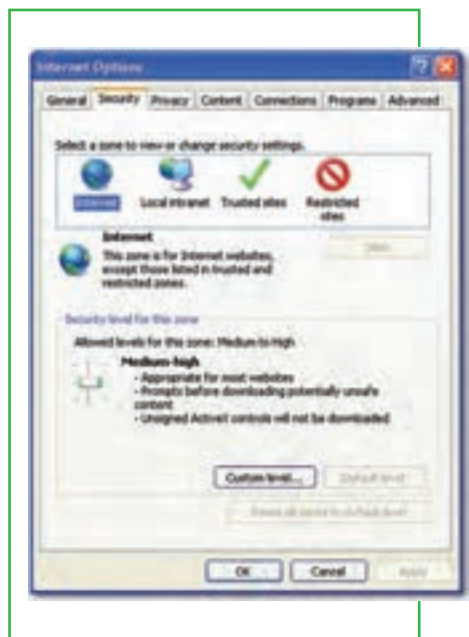 Internet Options
General Security Privacy Content Connections Programs Advanced
Select a zone to view or change security settings.
Internet Local intranet Trusted sites Restricted
sites
Internet
This zone is for Internet websites,
except those listed in trusted and
restricted zones.
Sites
Security level for this zone
Allowed levels for this zone: Medium to High
Medium-high
- Appropriate for most websites
- Prompts before downloading potentially unsafe
content
- Unsigned ActiveX controls will not be downloaded
Custom level... Default level
Reset all zones to default level
OK Cancel Apply